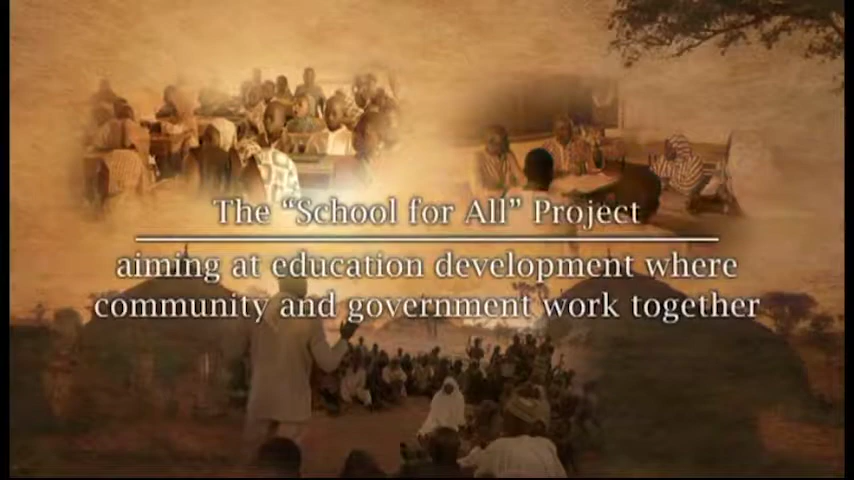 The “School for All” Project
aiming at education development where
community and government work together